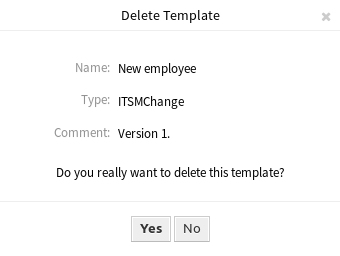 Delete Template
Name: New employee
Type: ITSMChange
Comment: Version 1.
Do you really want to delete this template?
Yes No